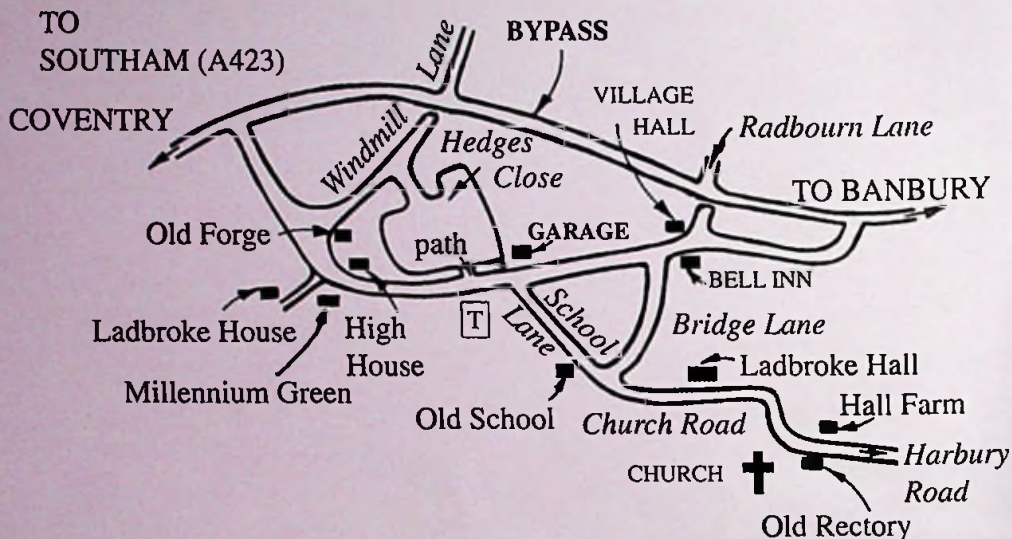 TO
SOUTHAM (A423)
COVENTRY
Lane
BYPASS
VILLAGE
HALL
Radbourn Lane
Windmill
Hedges
Close
TO BANBURY
Old Forge
path
GARAGE
BELL INN
Ladbroke House
High
House
T
School
Lane
Bridge Lane
Millennium Green
Ladbroke Hall
Old School
Church Road
Hall Farm
CHURCH
Harbury
Road
Old Rectory